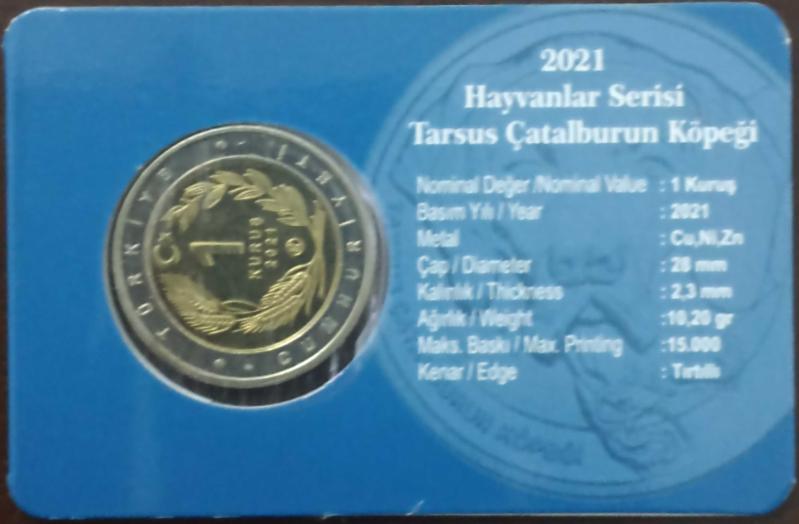 2021
Hayvanlar Serisi
Tarsus Çatalburun Köpeği
Nominal Değer /Nominal Value : 1 Kuruş
Basım Yılı / Year : 2021
Metal : Cu,Ni,Zn
Çap / Diameter : 28 mm
Kalınlık / Thickness : 2,3 mm
Ağırlık / Weight : 10,20 gr
Maks. Baskı / Max. Printing :15.000
Kenar / Edge : Tırtıllı
TÜRKİYE CUMHURİYETİ
1
KURUŞ
2021
KÖPEĞİ